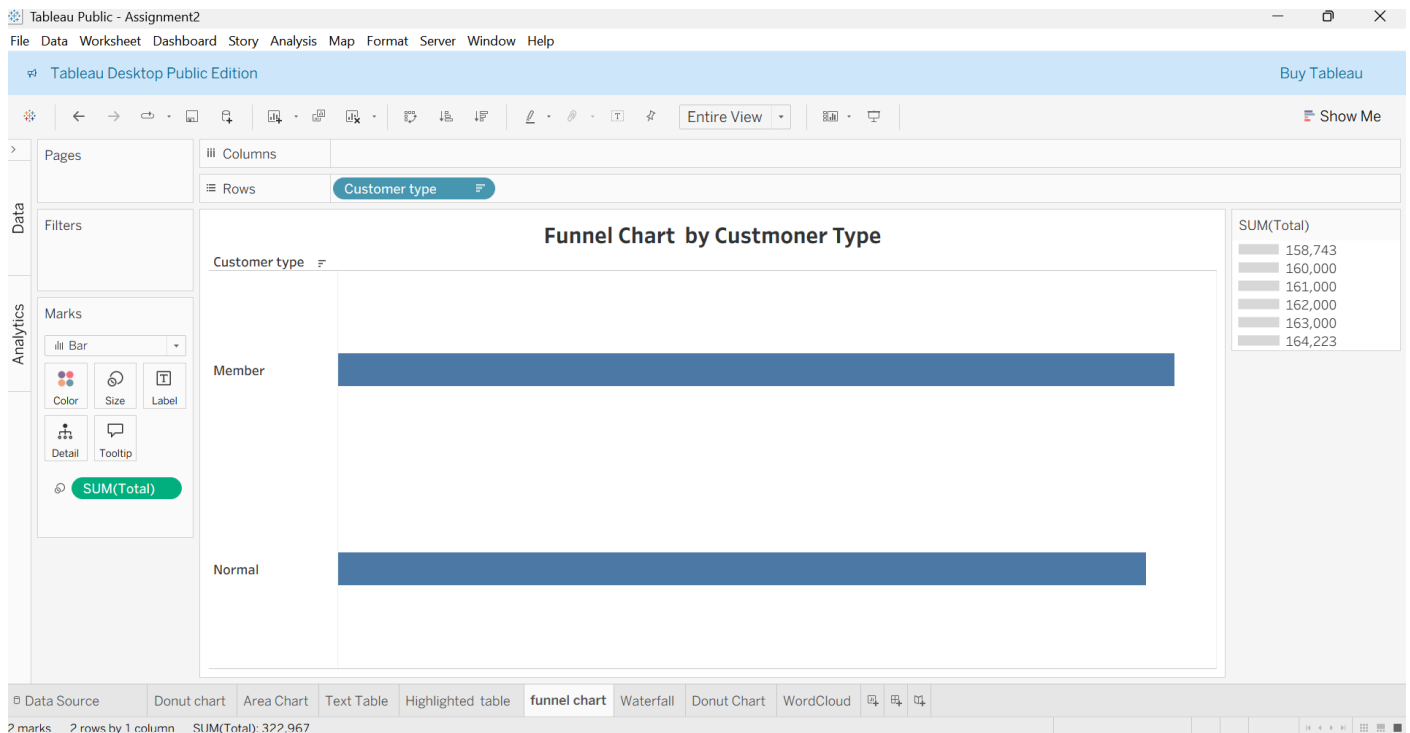 Tableau Public - Assignment2
File Data Worksheet Dashboard Story Analysis Map Format Server Window Help
Tableau Desktop Public Edition Buy Tableau
Entire View Show Me
Pages
Columns
Rows Customer type
Data
Analytics
Filters
Marks
Bar
Color Size Label
Detail Tooltip
SUM(Total)
Funnel Chart by Custmoner Type
Customer type
Member
Normal
SUM(Total)
158,743
160,000
161,000
162,000
163,000
164,223
Data Source Donut chart Area Chart Text Table Highlighted table funnel chart Waterfall Donut Chart WordCloud
2 marks 2 rows by 1 column SUM(Total): 322,967